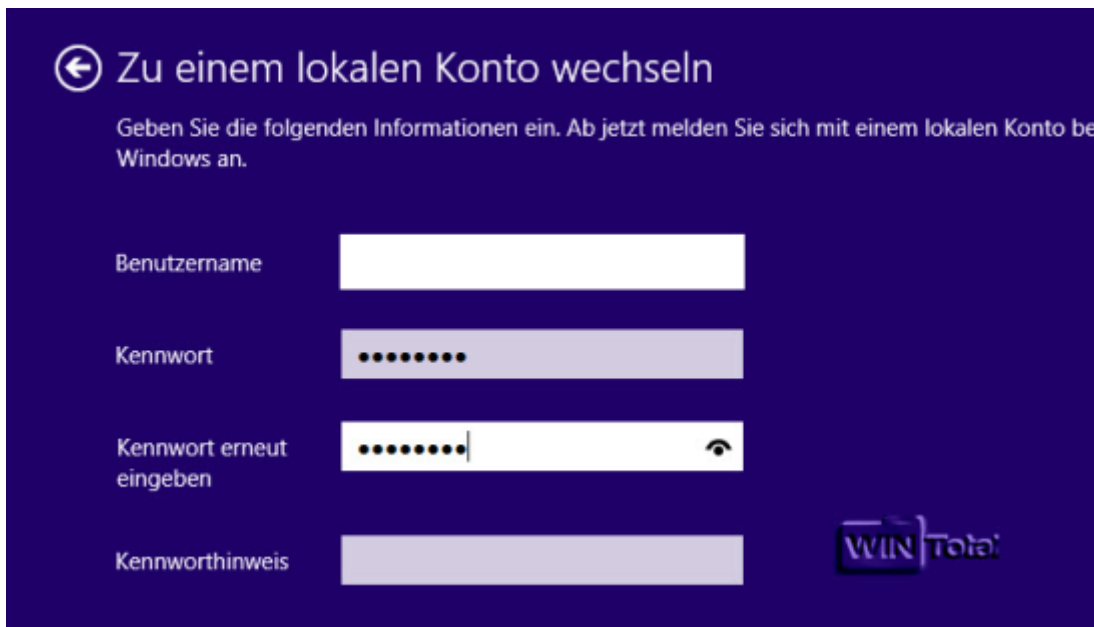 Zu einem lokalen Konto wechseln
Geben Sie die folgenden Informationen ein. Ab jetzt melden Sie sich mit einem lokalen Konto be
Windows an.
Benutzername
Kennwort
••••••••
Kennwort erneut
eingeben
••••••••
Kennworthinweis
WIN Total